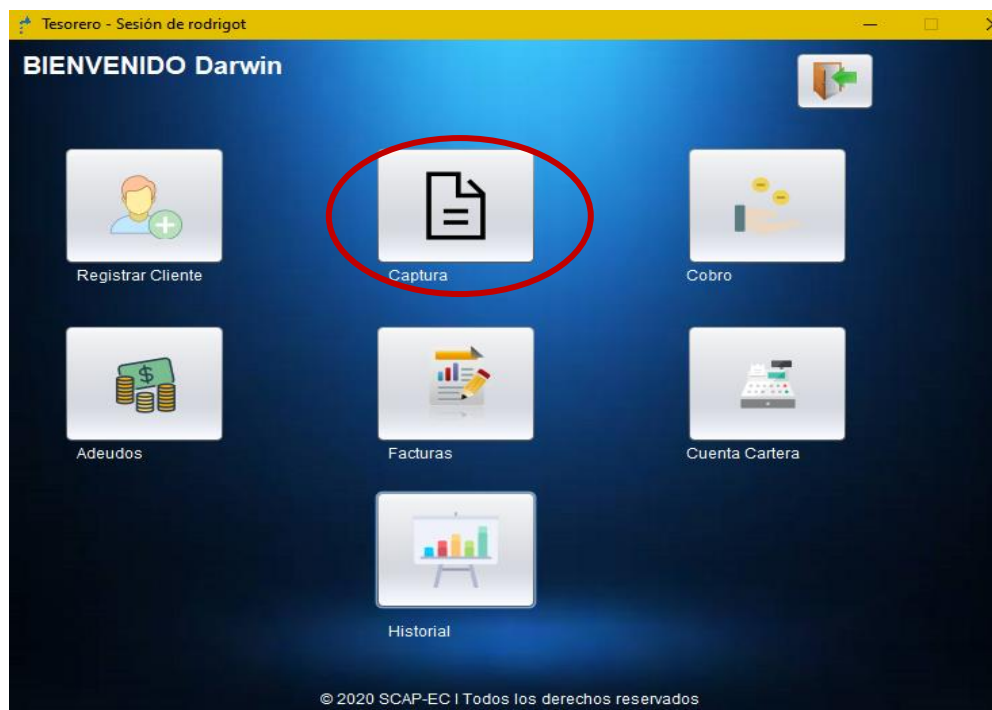 Tesorero - Sesión de rodrigot
BIENVENIDO Darwin
Registrar Cliente
Captura
Cobro
$
Adeudos
Facturas
Cuenta Cartera
Historial
© 2020 SCAP-EC I Todos los derechos reservados